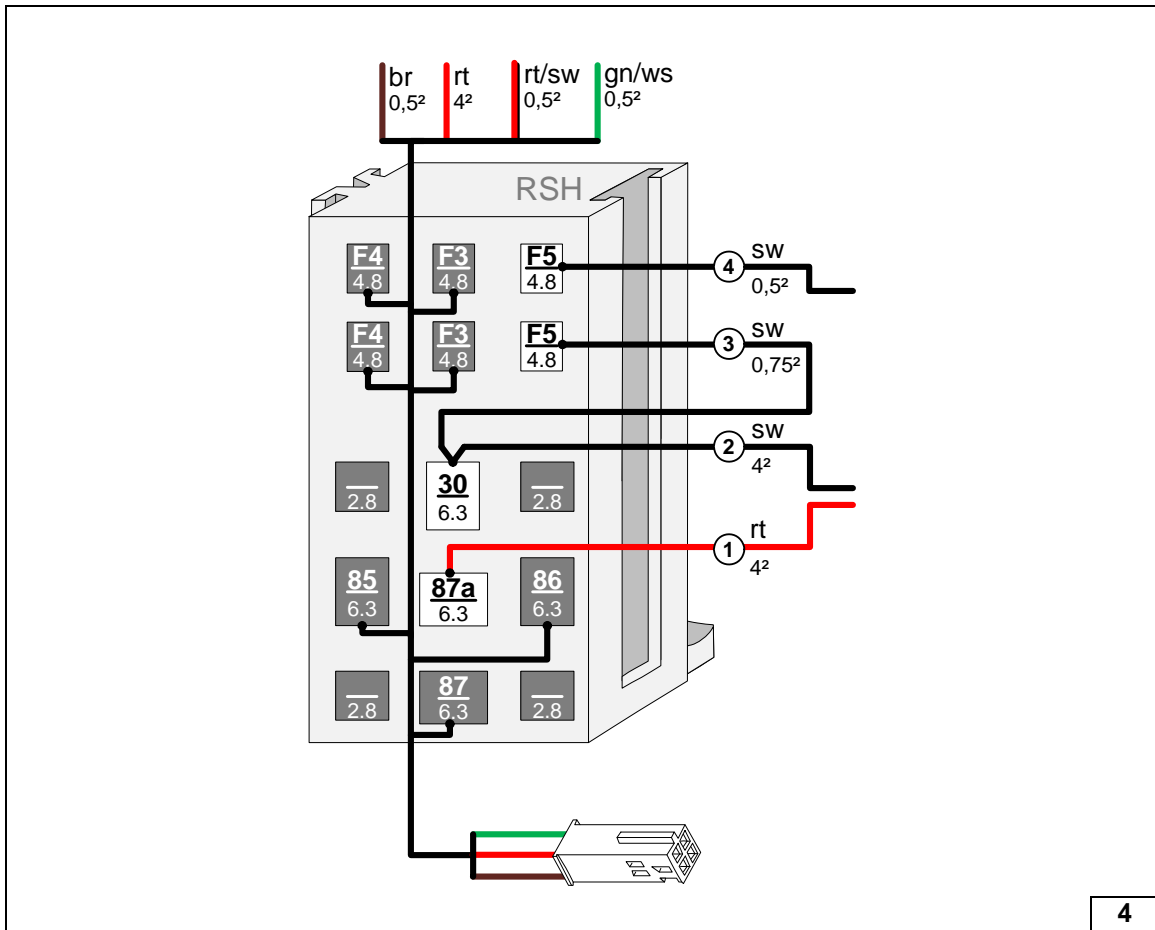 br rt rt/sw gn/ws
0,5² 4² 0,5² 0,5²
RSH
F4 F3 F5
4.8 4.8 4.8
4 sw
0,5²
F4 F3 F5
4.8 4.8 4.8
3 sw
0,75²
2 sw
4²
2.8
30
6.3
2.8
1 rt
4²
85
6.3
87a
6.3
86
6.3
2.8
87
6.3
2.8
4